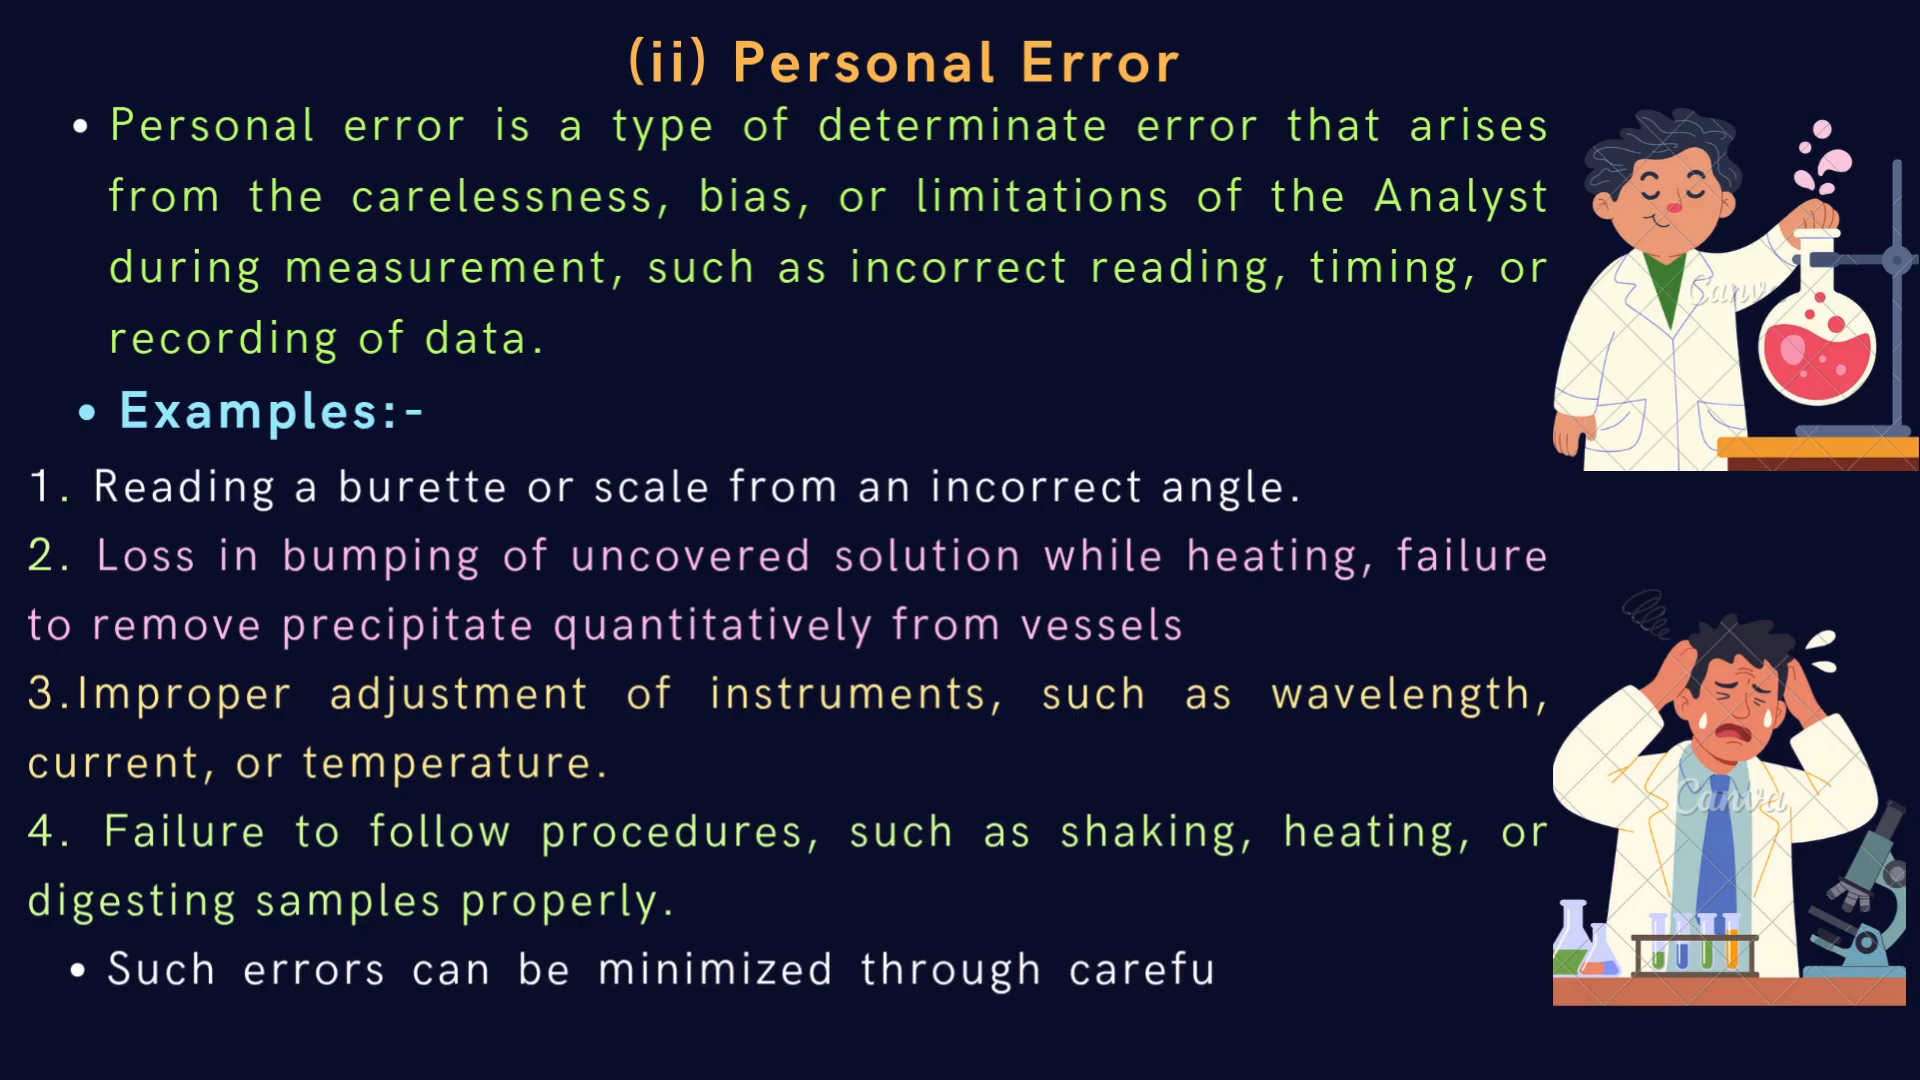 (ii) Personal Error
• Personal error is a type of determinate error that arises
from the carelessness, bias, or limitations of the Analyst
during measurement, such as incorrect reading, timing, or
recording of data.
• Examples:-
1. Reading a burette or scale from an incorrect angle.
2. Loss in bumping of uncovered solution while heating, failure
to remove precipitate quantitatively from vessels
3.Improper adjustment of instruments, such as wavelength,
current, or temperature.
4. Failure to follow procedures, such as shaking, heating, or
digesting samples properly.
• Such errors can be minimized through carefu
Canva
Canva